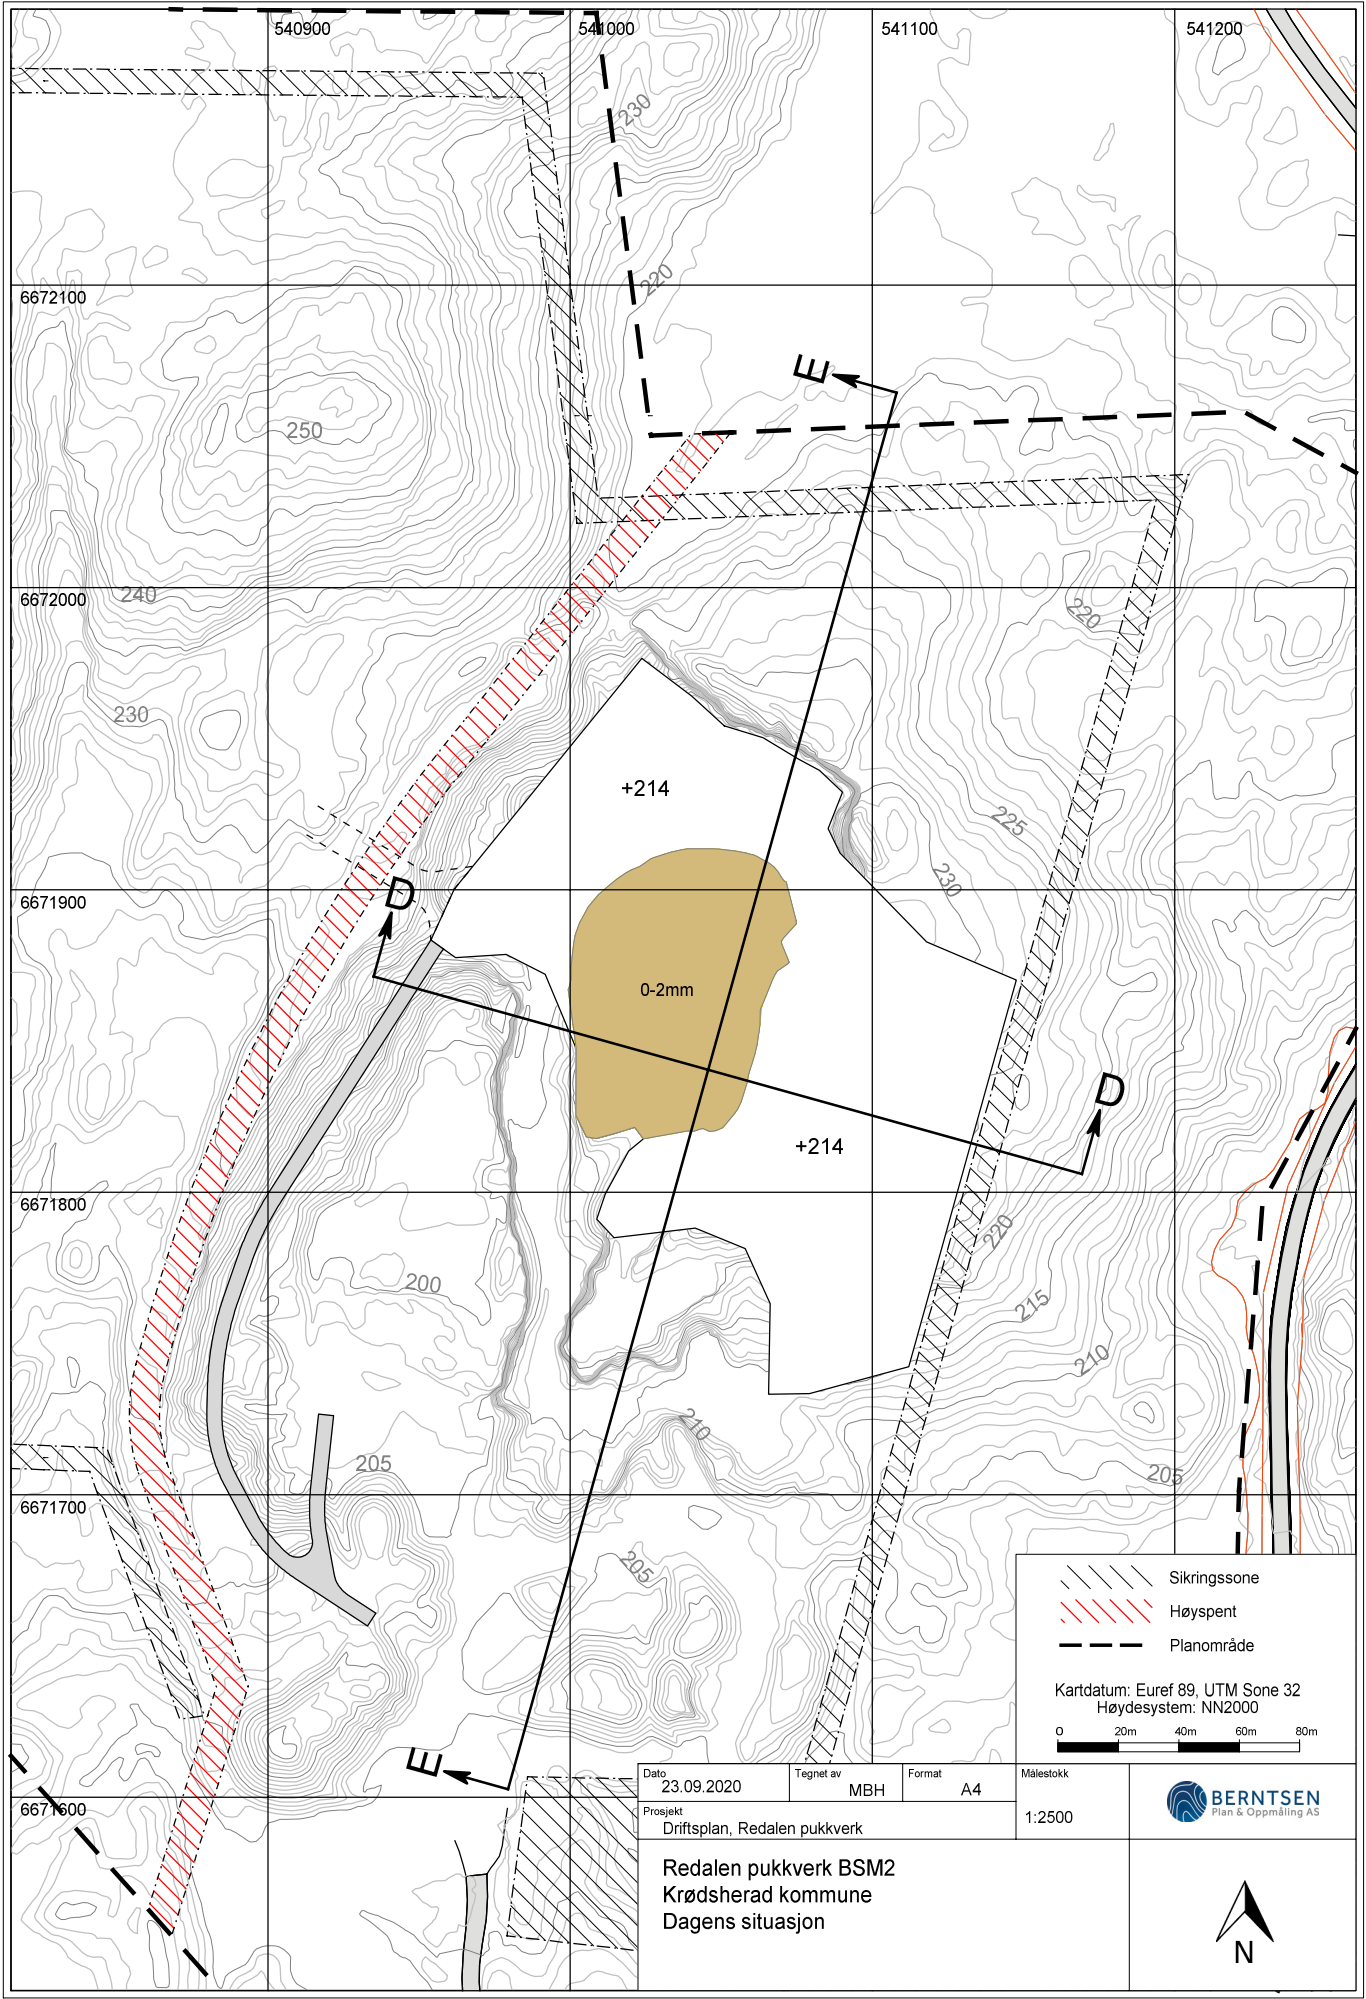 540900
541000
541100
541200
230
6672100
220
E
250
6672000
240
220
230
+214
225
230
6671900
D
0-2mm
D
+214
6671800
220
200
215
210
210
205
205
6671700
205
Sikringssone
Høyspent
Planområde
Kartdatum: Euref 89, UTM Sone 32
Høydesystem: NN2000
0 20m 40m 60m 80m
E
6671600
Dato
23.09.2020
Tegnet av
MBH
Format
A4
Målestokk
1:2500
Prosjekt
Driftsplan, Redalen pukkverk
BERNTSEN
Plan & Oppmåling AS
Redalen pukkverk BSM2
Krødsherad kommune
Dagens situasjon
N